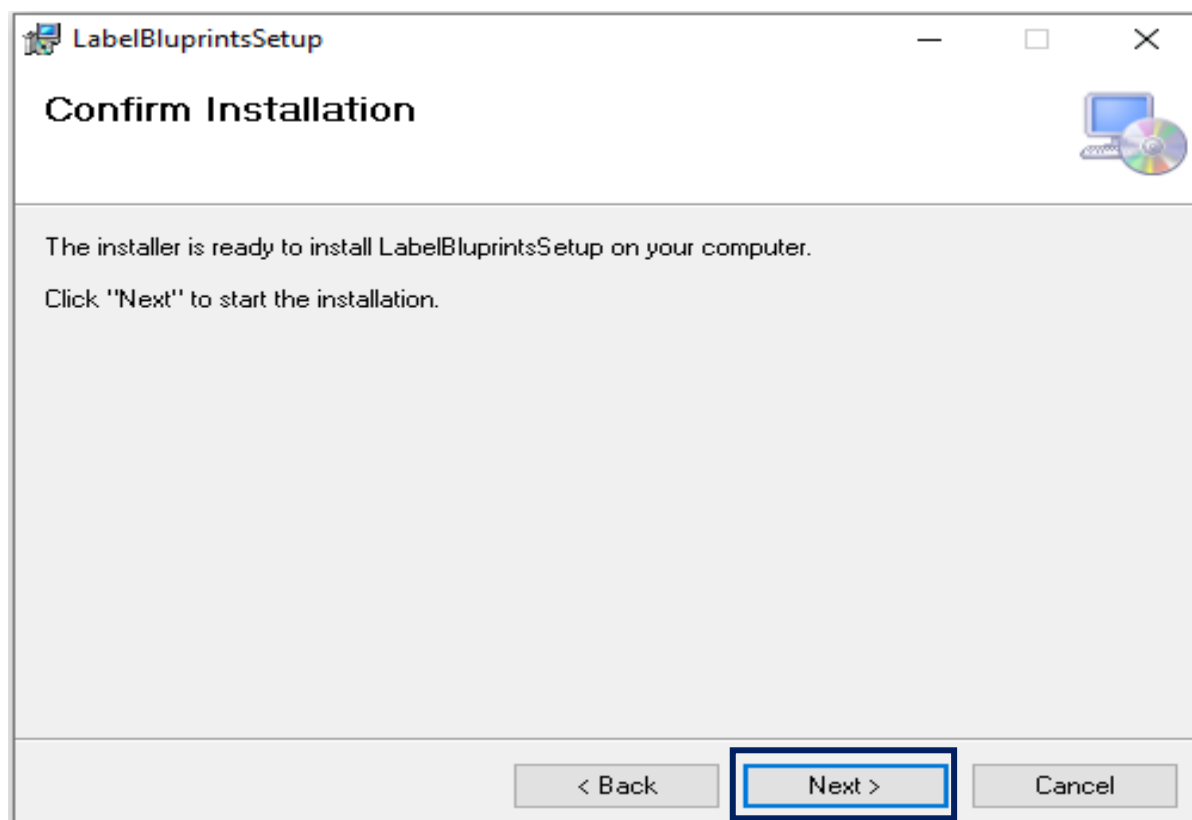 LabelBluprintsSetup
Confirm Installation
The installer is ready to install LabelBluprintsSetup on your computer.
Click "Next" to start the installation.
< Back
Next >
Cancel